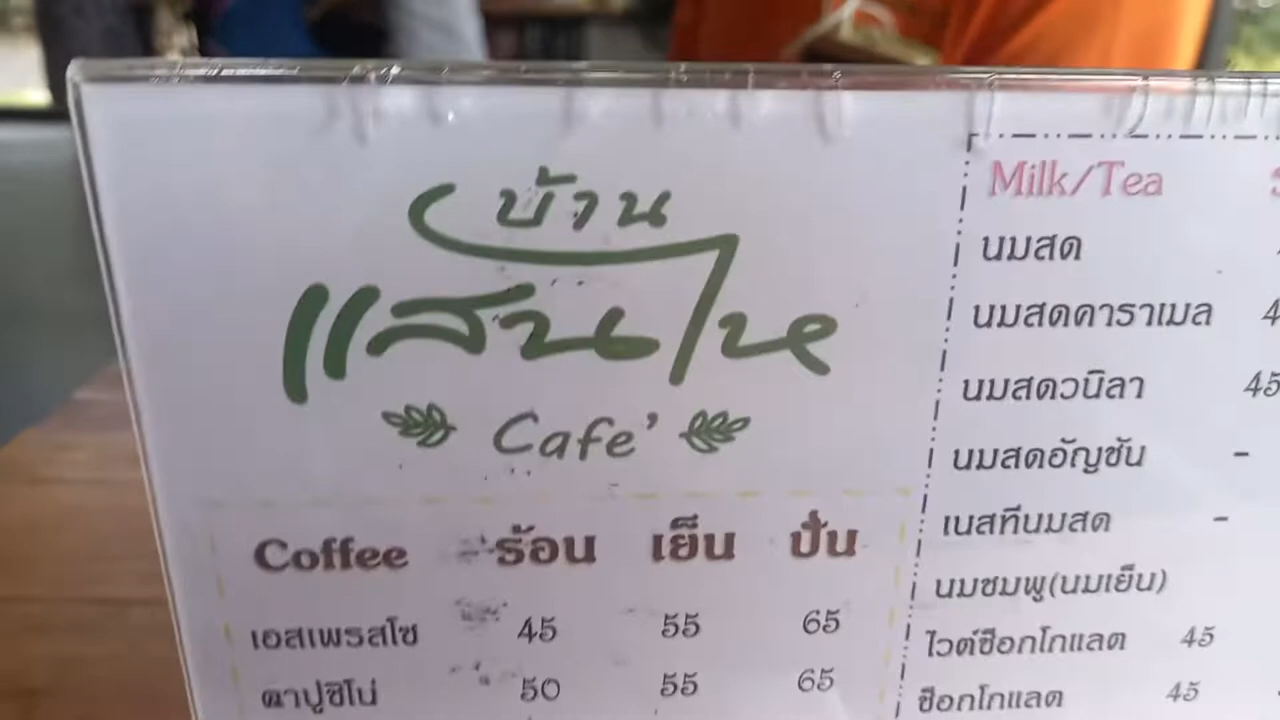 บ้าน
แสนไห
Cafe'
Coffee ร้อน เย็น ปั่น
เอสเพรสโซ 45 55 65
คาปูชิโน่ 50 55 65
Milk/Tea
นมสด
นมสดคาราเมล
นมสดวนิลา 45
นมสดอัญชัน -
เนสทีนมสด -
นมชมพู(นมเย็น)
ไวต์ช็อกโกแลต 45
ช็อกโกแลต 45